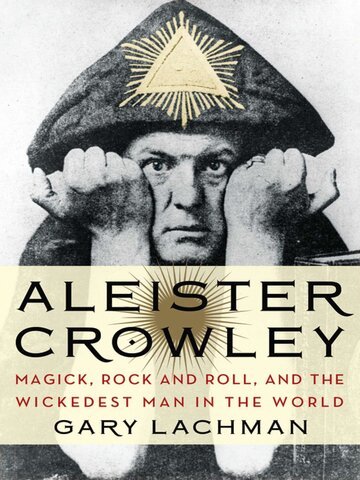 ALEISTER
CROWLEY
MAGICK, ROCK AND ROLL, AND THE
WICKEDEST MAN IN THE WORLD
GARY LACHMAN